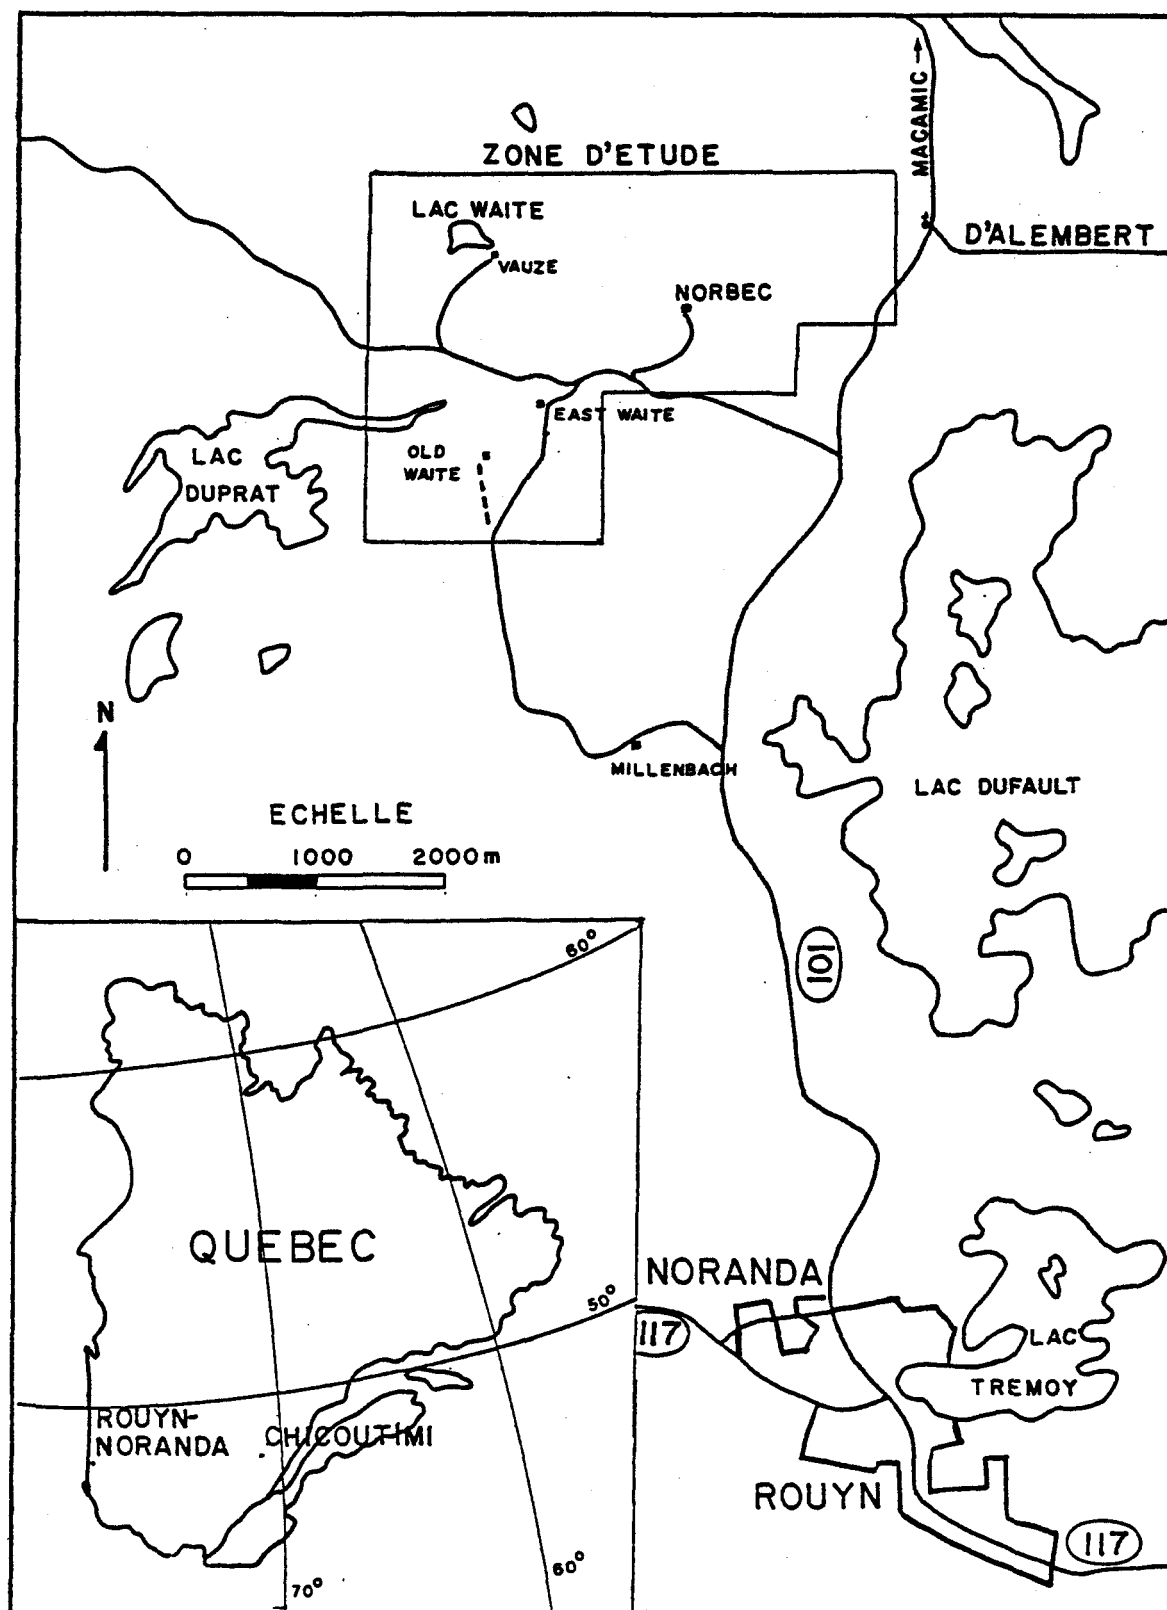 MACAMIC →
ZONE D'ETUDE
LAC WAITE
VAUZE
D'ALEMBERT
NORBEC
EAST WAITE
OLD
WAITE
LAC
DUPRAT
N
MILLENBACH
LAC DUFAULT
ECHELLE
0 1000 2000m
101
60°
QUEBEC
50°
ROUYN-
NORANDA
CHICOUTIMI
70°
60°
NORANDA
117
LAC
TREMOY
ROUYN
117